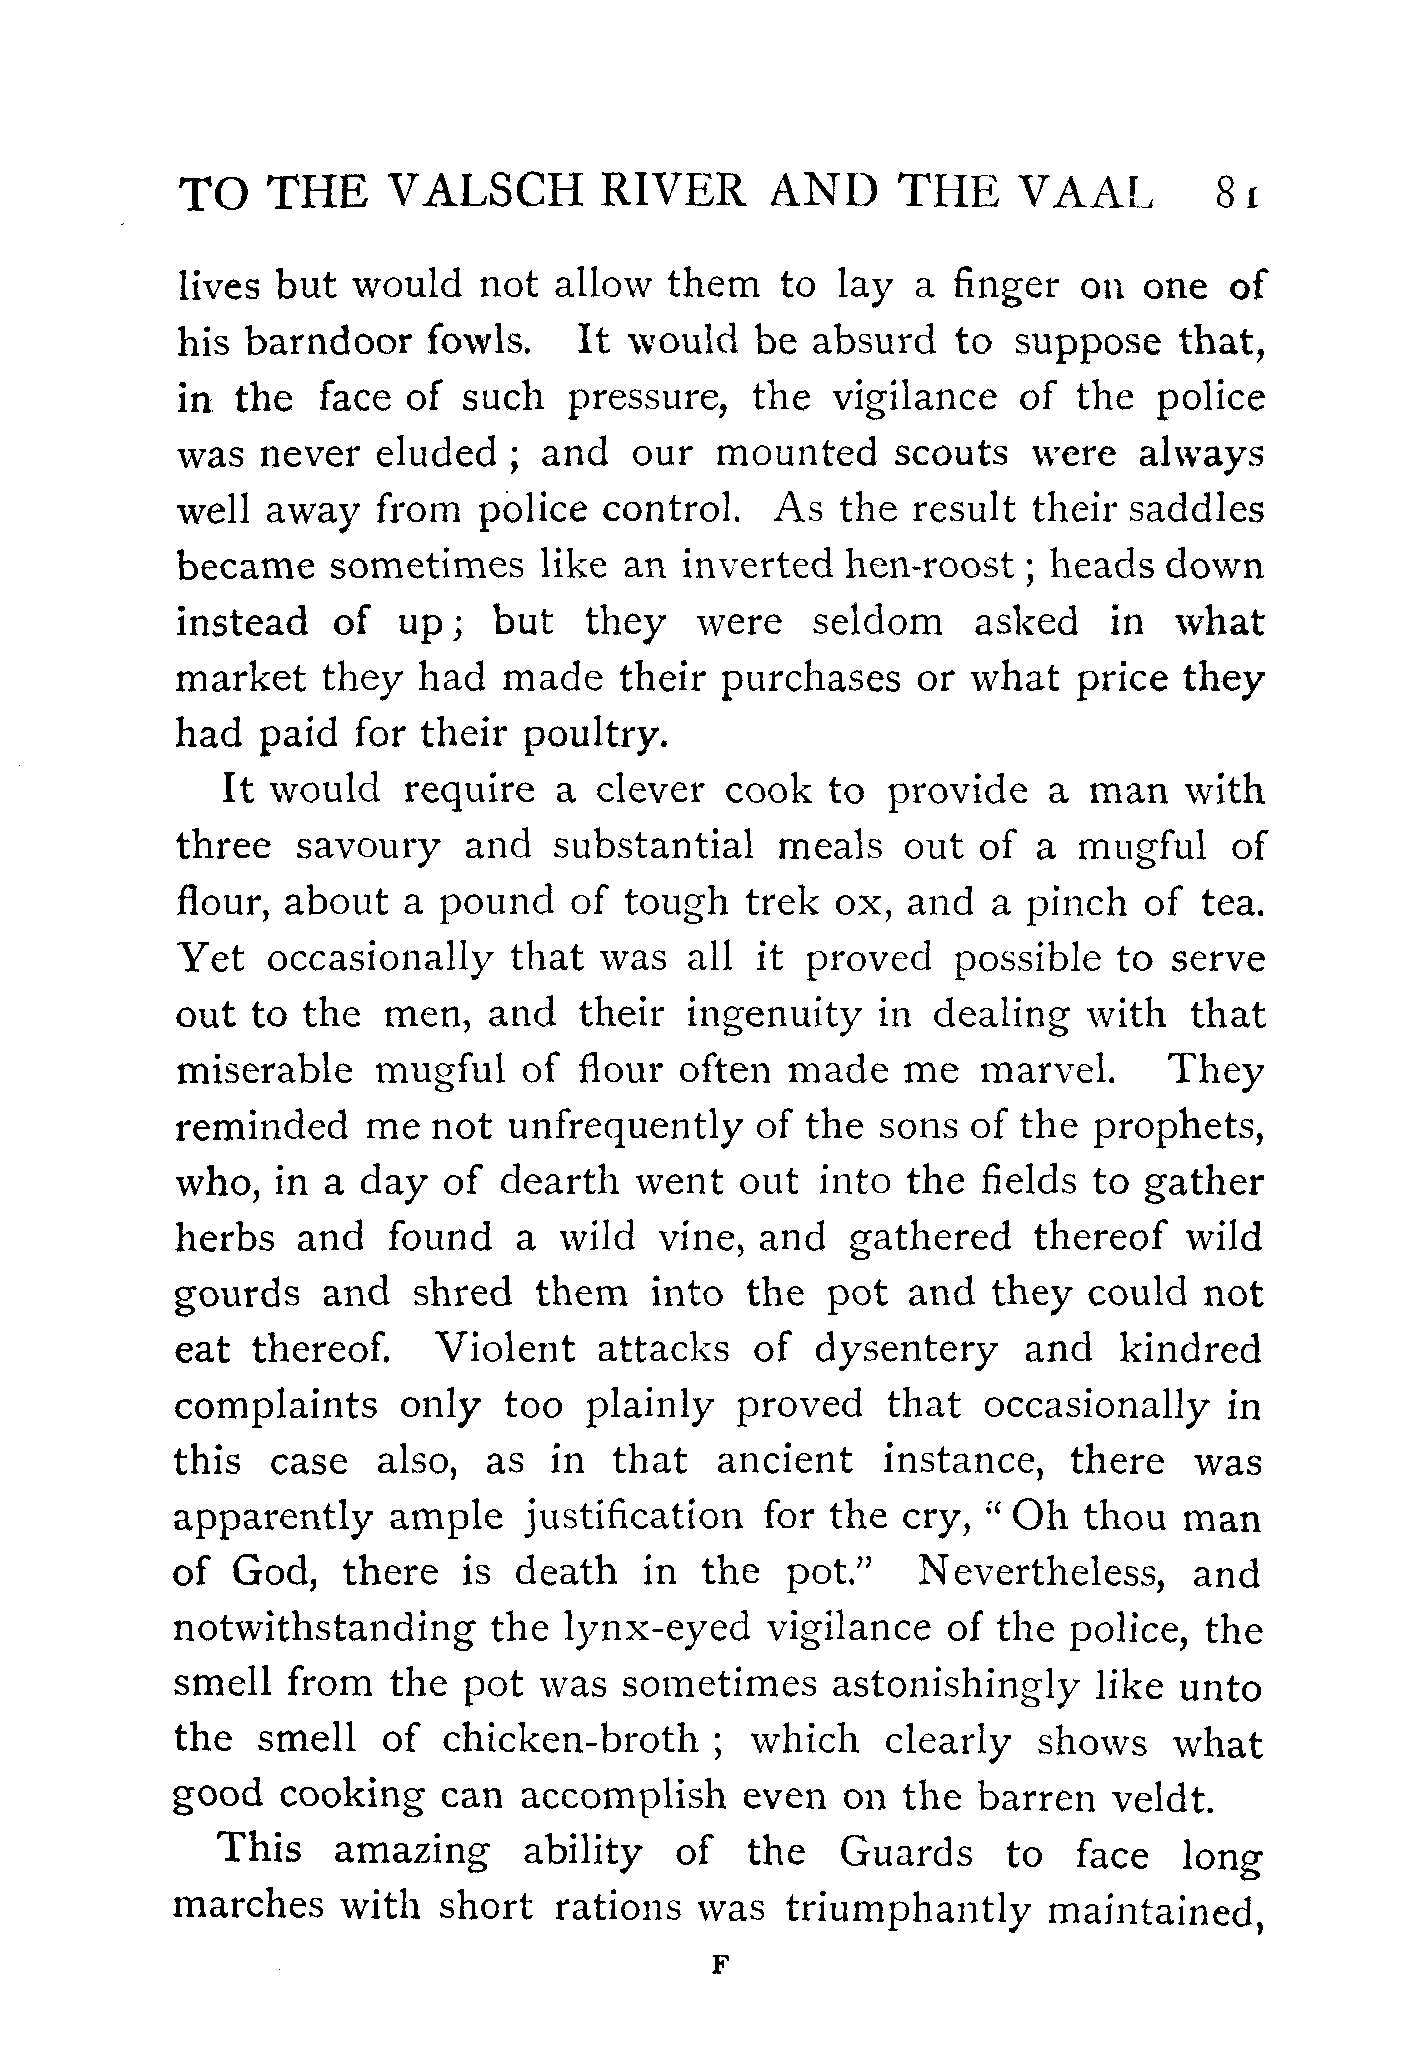 TO THE VALSCH RIVER AND THE VAAL 81
lives but would not allow them to lay a finger on one of
his barndoor fowls. It would be absurd to suppose that,
in the face of such pressure, the vigilance of the police
was never eluded ; and our mounted scouts were always
well away from police control. As the result their saddles
became sometimes like an inverted hen-roost ; heads down
instead of up ; but they were seldom asked in what
market they had made their purchases or what price they
had paid for their poultry.
It would require a clever cook to provide a man with
three savoury and substantial meals out of a mugful of
flour, about a pound of tough trek ox, and a pinch of tea.
Yet occasionally that was all it proved possible to serve
out to the men, and their ingenuity in dealing with that
miserable mugful of flour often made me marvel. They
reminded me not unfrequently of the sons of the prophets,
who, in a day of dearth went out into the fields to gather
herbs and found a wild vine, and gathered thereof wild
gourds and shred them into the pot and they could not
eat thereof. Violent attacks of dysentery and kindred
complaints only too plainly proved that occasionally in
this case also, as in that ancient instance, there was
apparently ample justification for the cry, “ Oh thou man
of God, there is death in the pot.” Nevertheless, and
notwithstanding the lynx-eyed vigilance of the police, the
smell from the pot was sometimes astonishingly like unto
the smell of chicken-broth ; which clearly shows what
good cooking can accomplish even on the barren veldt.
This amazing ability of the Guards to face long
marches with short rations was triumphantly maintained,
F